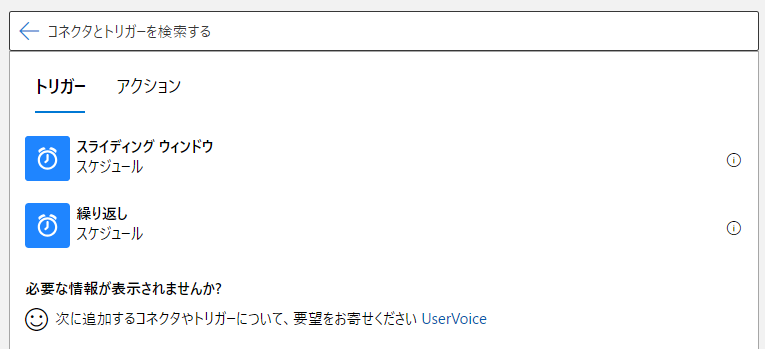 コネクタとトリガーを検索する
トリガー アクション
スライディング ウィンドウ
スケジュール
繰り返し
スケジュール
必要な情報が表示されませんか?
次に追加するコネクタやトリガーについて、要望をお寄せください UserVoice